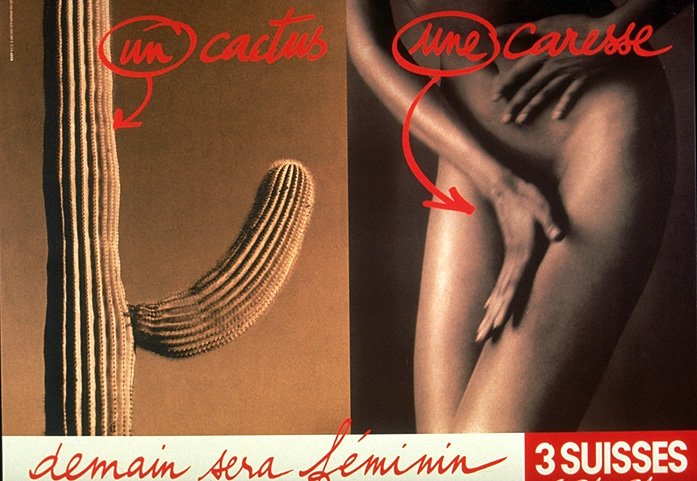 un cactus
une caresse
demain sera féminin
3 SUISSES